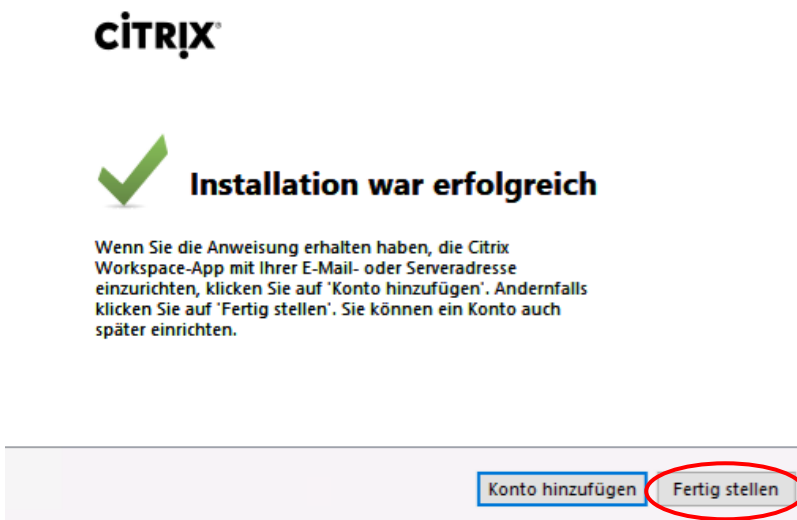 CİTRỊX
Installation war erfolgreich
Wenn Sie die Anweisung erhalten haben, die Citrix
Workspace-App mit Ihrer E-Mail- oder Serveradresse
einzurichten, klicken Sie auf 'Konto hinzufügen'. Andernfalls
klicken Sie auf 'Fertig stellen'. Sie können ein Konto auch
später einrichten.
Konto hinzufügen Fertig stellen